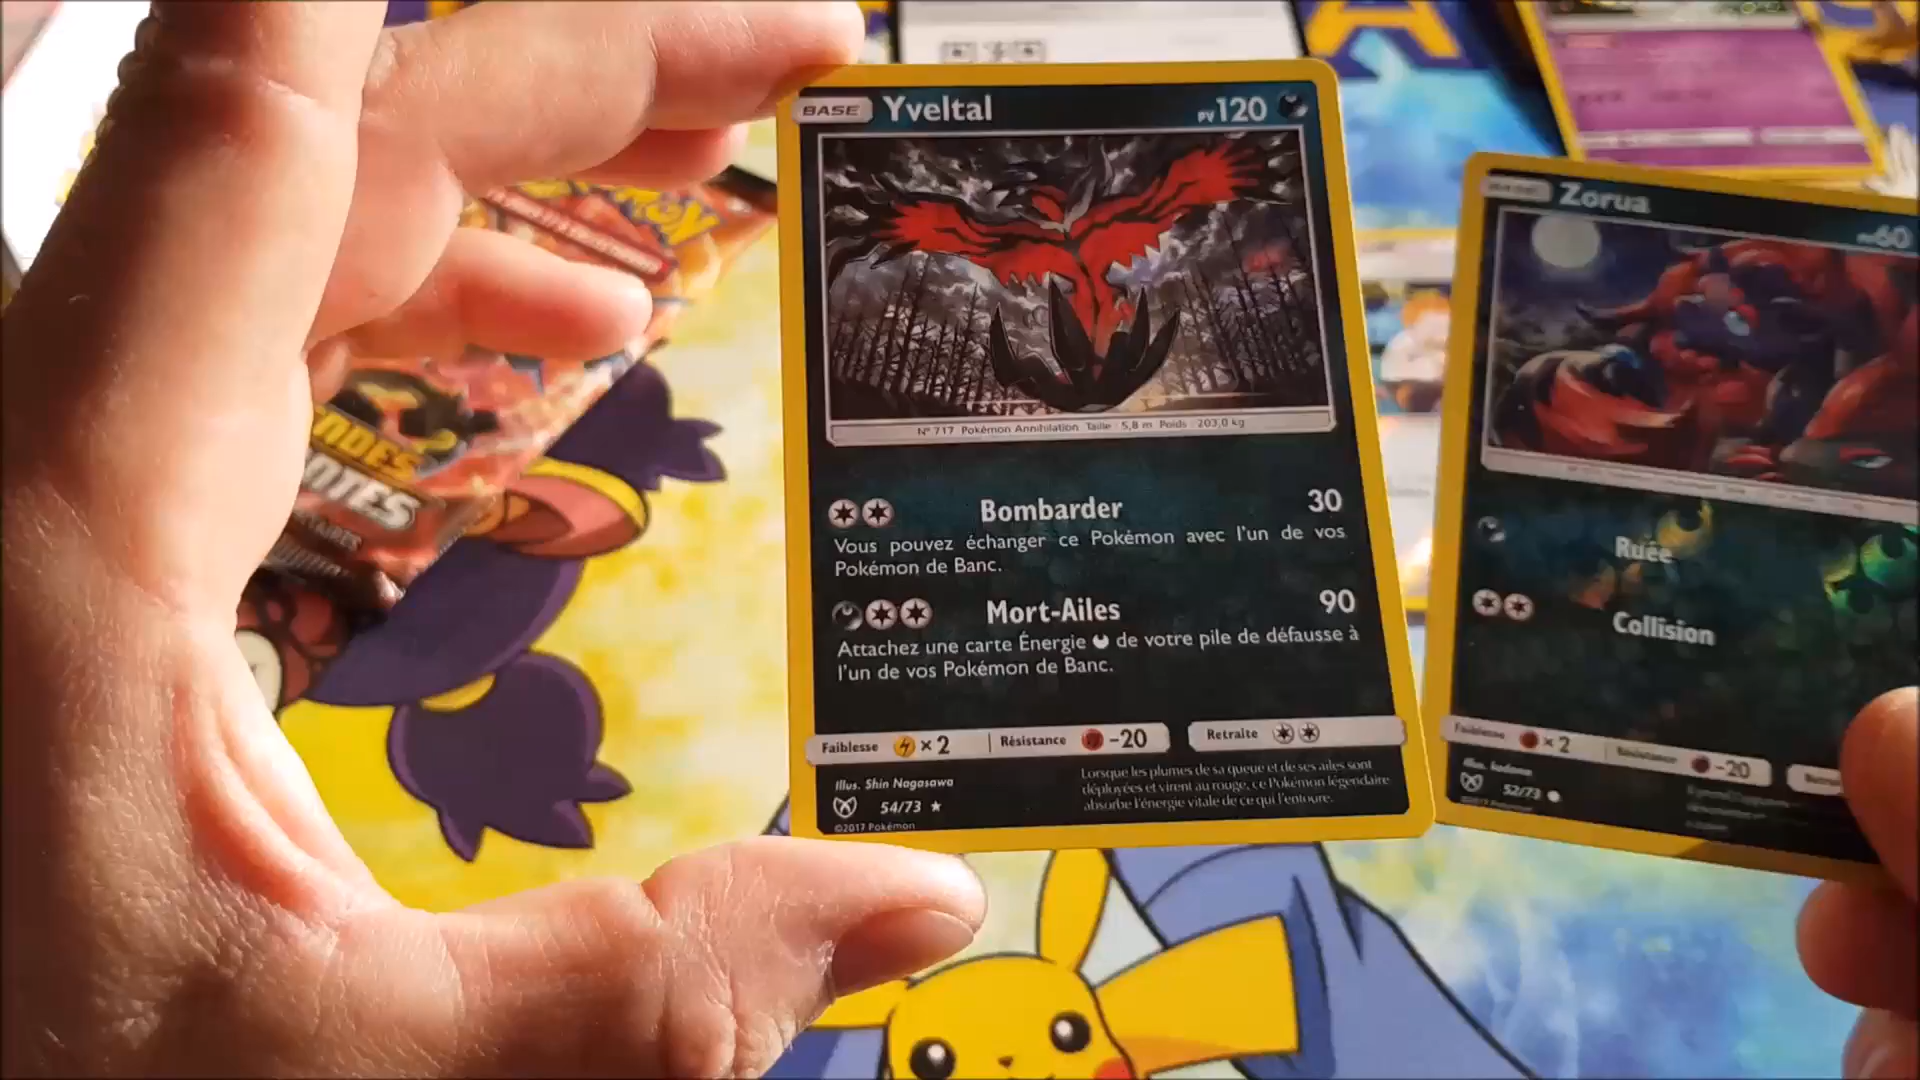 BASE Yveltal PV120
N° 717 Pokémon Annihilation Taille : 5,8 m Poids : 203,0 kg
Bombarder 30
Vous pouvez échanger ce Pokémon avec l'un de vos
Pokémon de Banc.
Mort-Ailes 90
Attachez une carte Énergie de votre pile de défausse à
l'un de vos Pokémon de Banc.
Faiblesse ×2 Résistance -20 Retraite
Illus. Shin Nagasawa
54/73
©2017 Pokémon
Lorsque les plumes de sa queue et de ses ailes sont
déployées et virent au rouge, ce Pokémon légendaire
absorbe l'énergie vitale de ce qui l'entoure.
Zorua
60
Ruée
Collision
Faiblesse ×2 Résistance -20
52/73